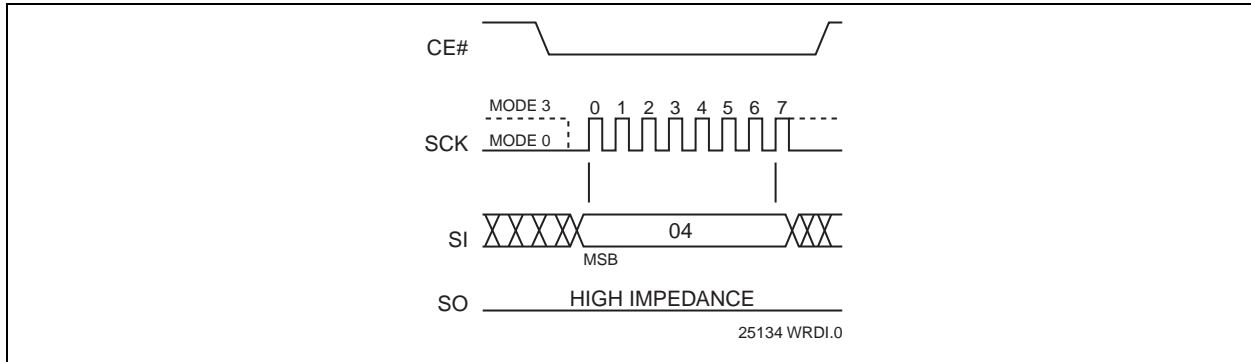 CE#
MODE 3
0 1 2 3 4 5 6 7
SCK
MODE 0
SI
04
MSB
SO
HIGH IMPEDANCE
25134 WRDI.0